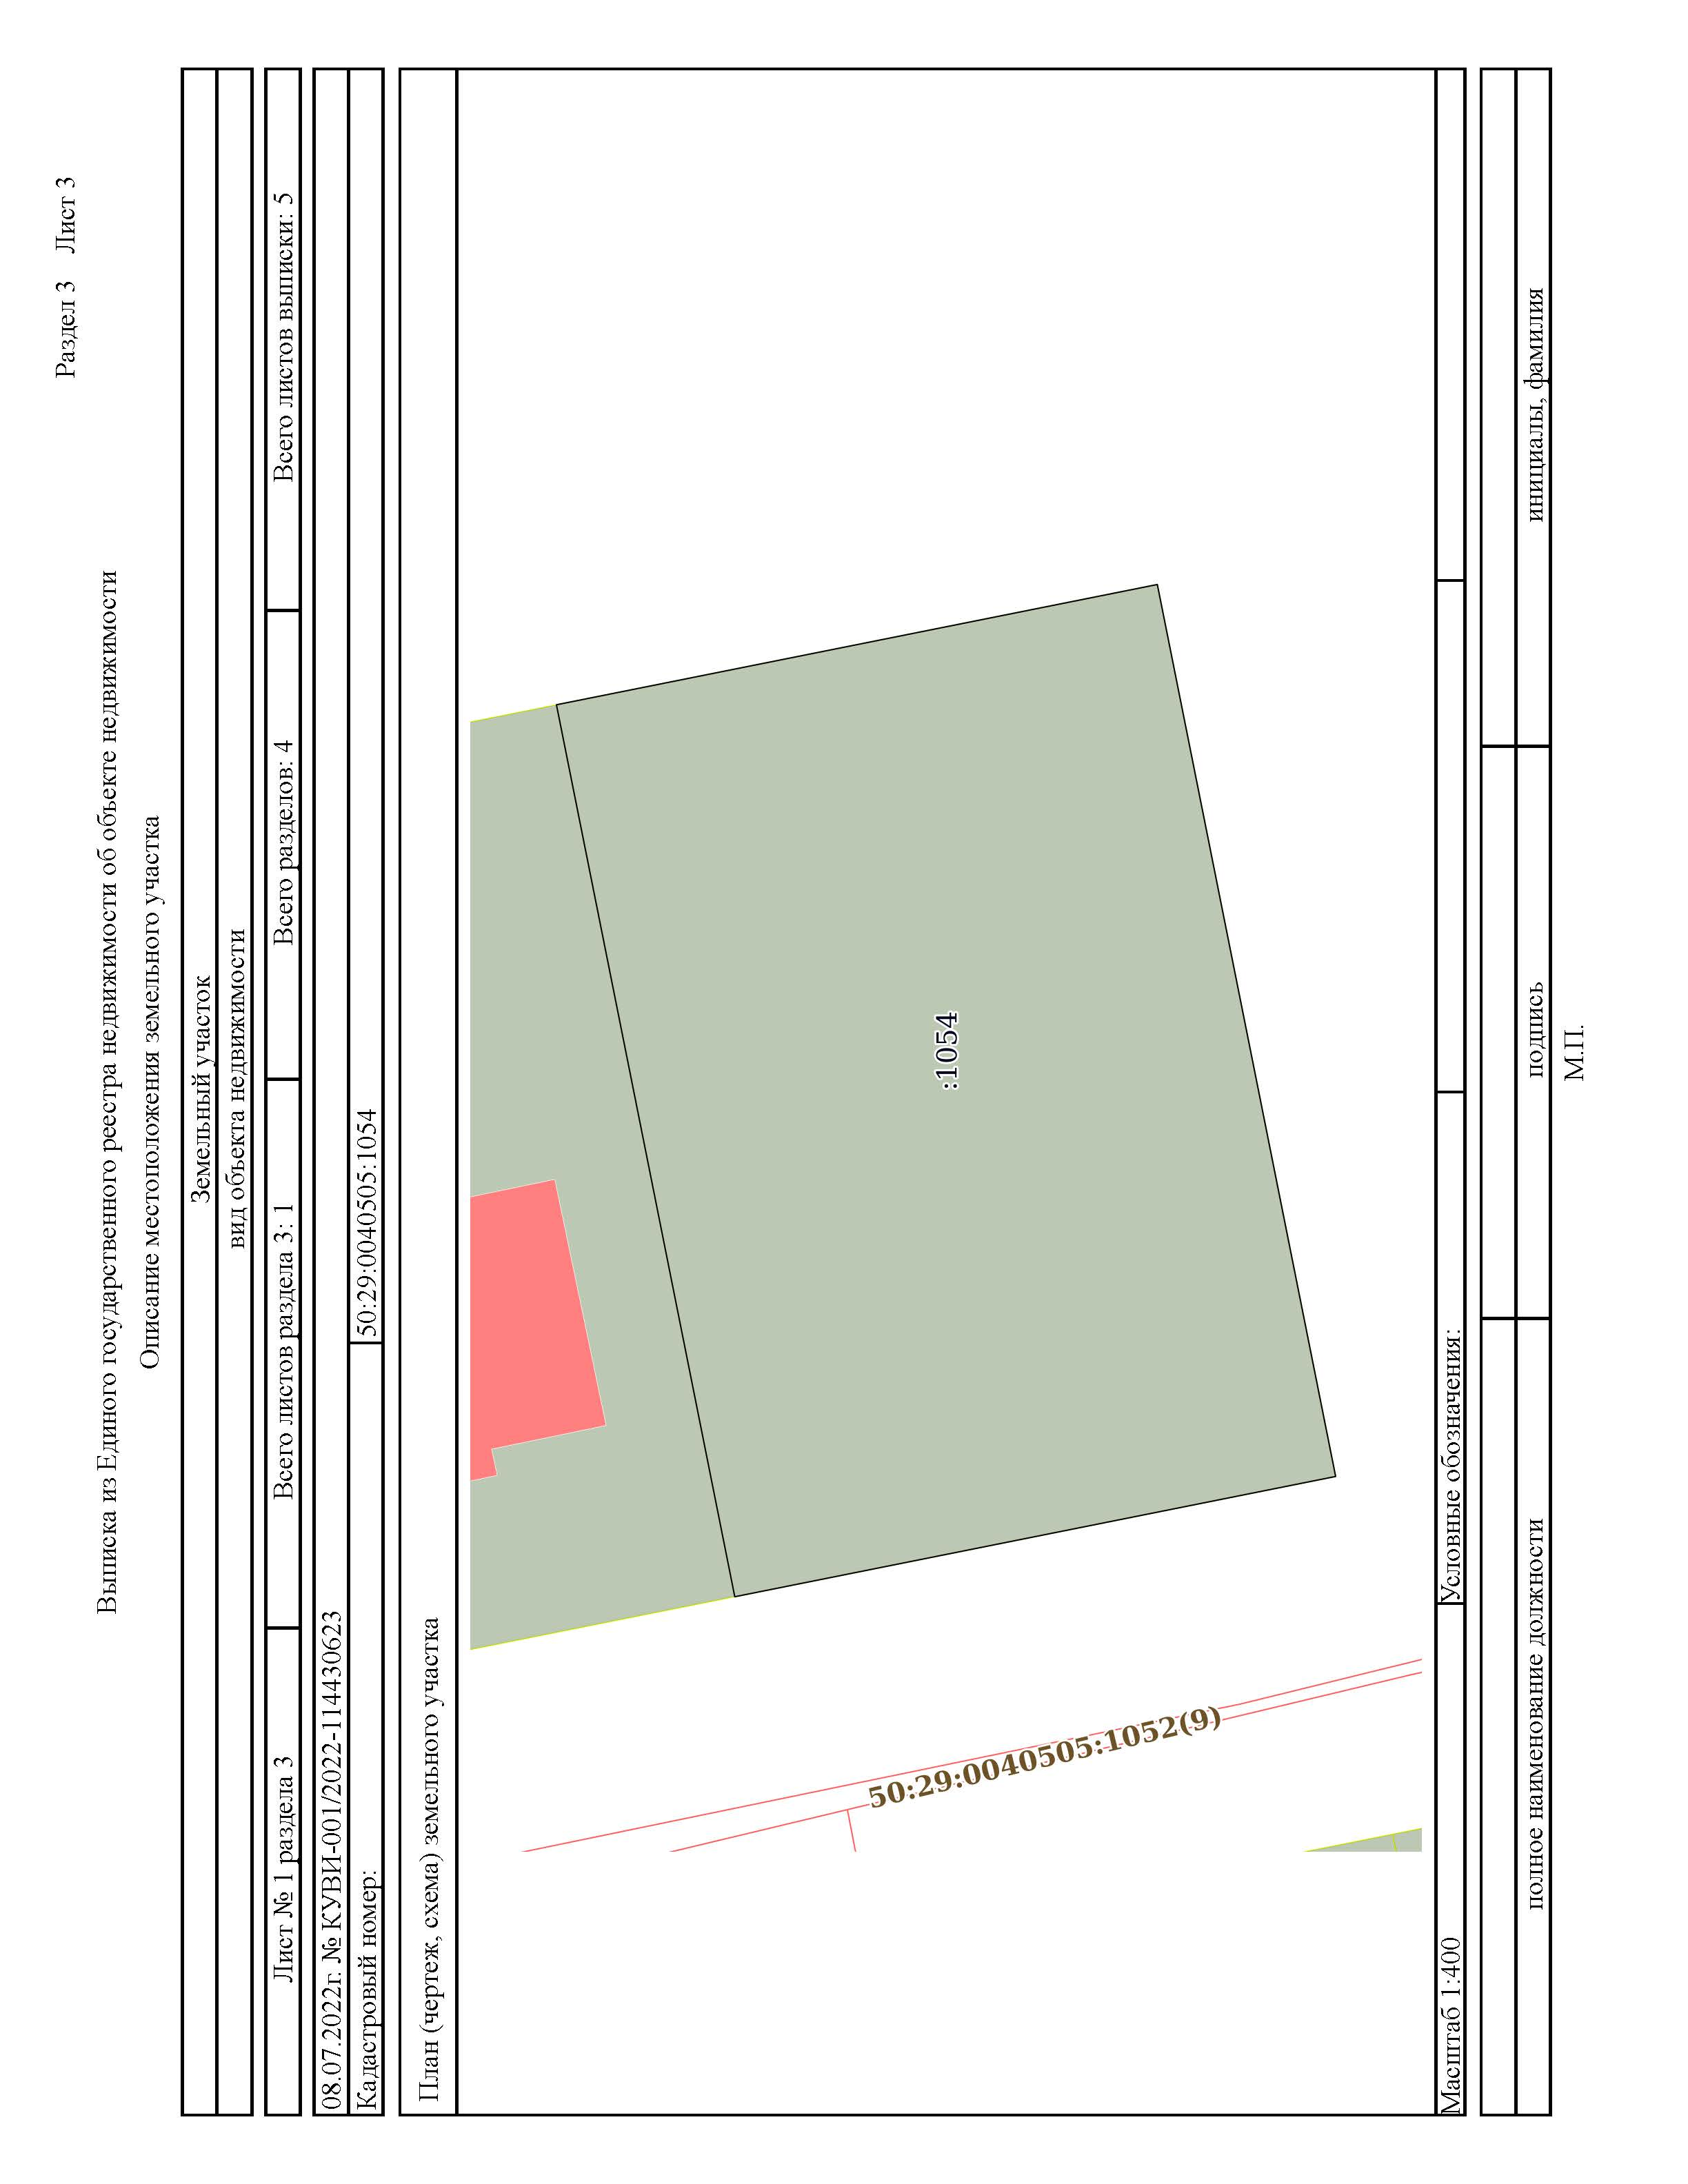 Раздел 3 Лист 3
Выписка из Единого государственного реестра недвижимости об объекте недвижимости
Описание местоположения земельного участка
Земельный участок
вид объекта недвижимости
Лист № 1 раздела 3 Всего листов раздела 3: 1 Всего разделов: 4 Всего листов выписки: 5
08.07.2022г. № КУВИ-001/2022-114430623
Кадастровый номер: 50:29:0040505:1054
План (чертеж, схема) земельного участка
:1054
50:29:0040505:1052(9)
Масштаб 1:400 Условные обозначения:
полное наименование должности подпись инициалы, фамилия
М.П.